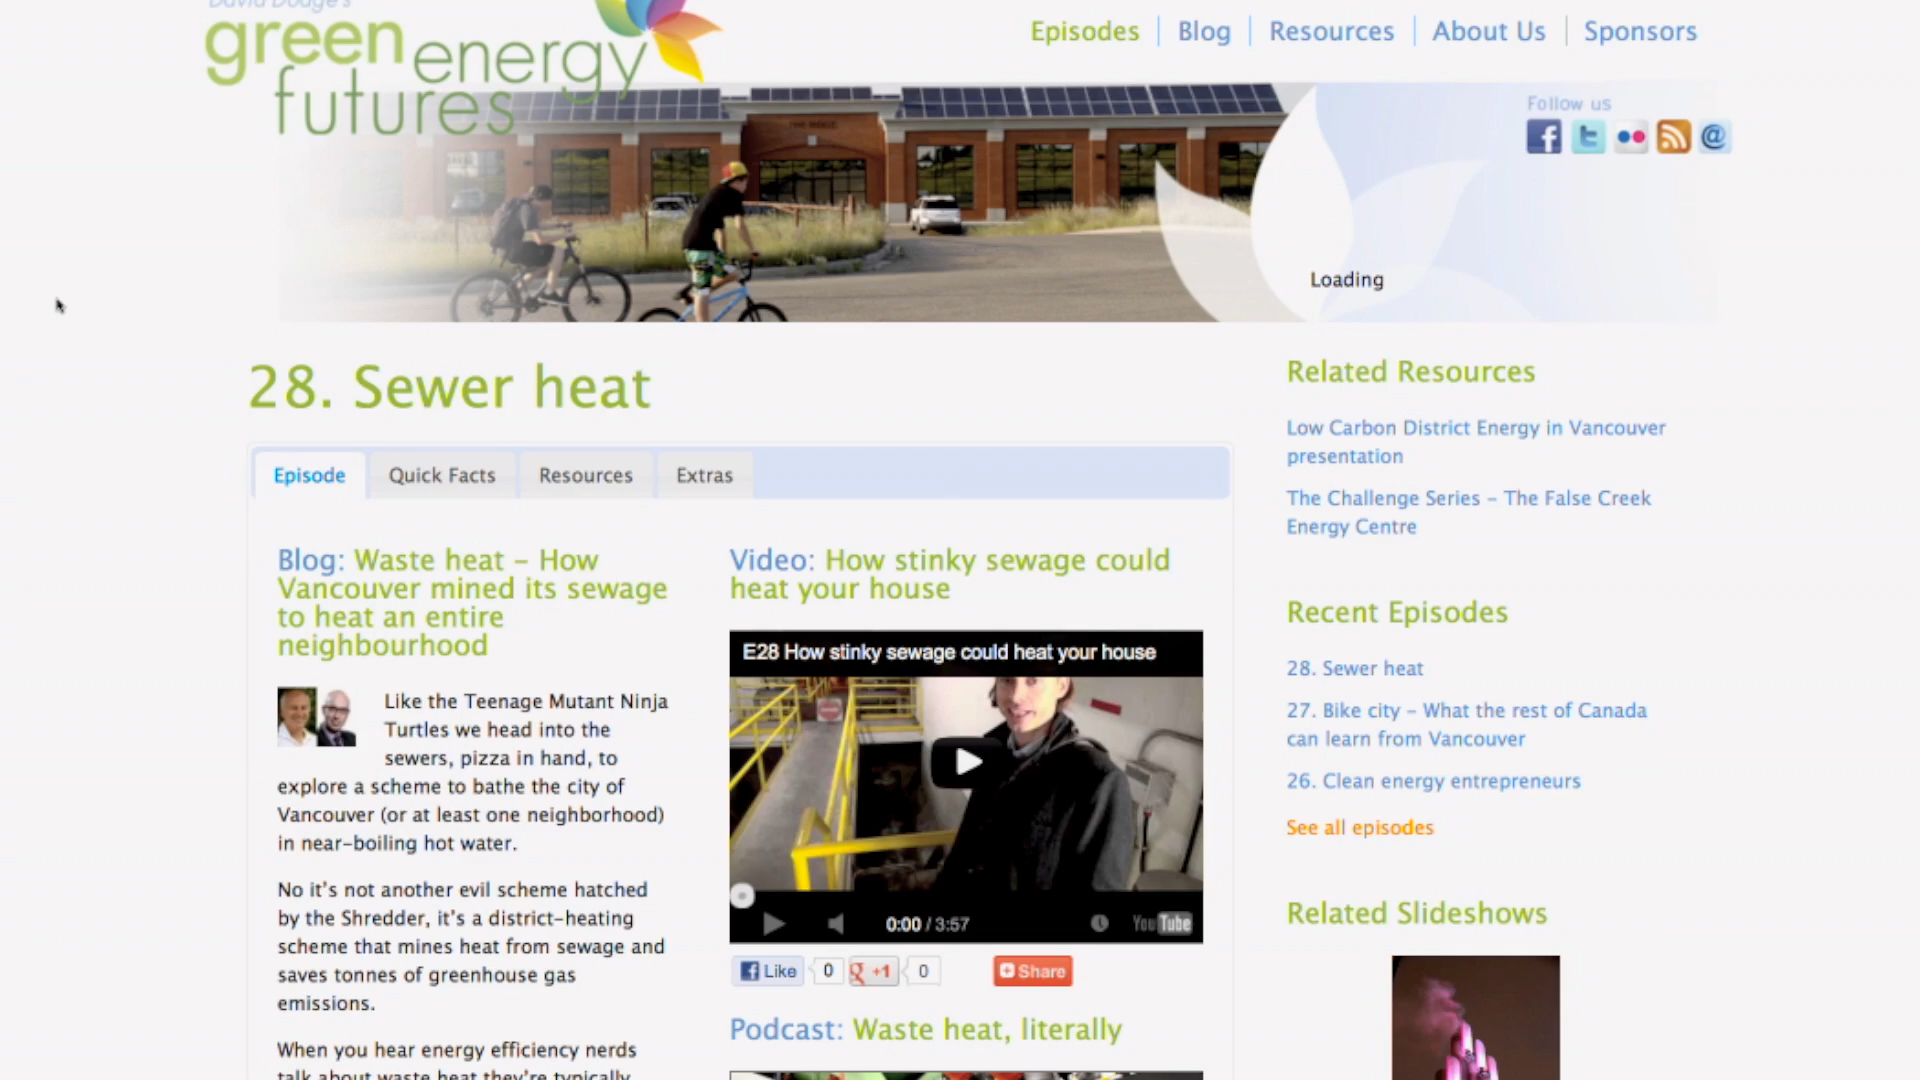 David Dodge's
green energy
futures
Episodes
Blog
Resources
About Us
Sponsors
Follow us
Loading
28. Sewer heat
Episode
Quick Facts
Resources
Extras
Blog: Waste heat – How
Vancouver mined its sewage
to heat an entire
neighbourhood
Like the Teenage Mutant Ninja
Turtles we head into the
sewers, pizza in hand, to
explore a scheme to bathe the city of
Vancouver (or at least one neighborhood)
in near-boiling hot water.
No it's not another evil scheme hatched
by the Shredder, it's a district-heating
scheme that mines heat from sewage and
saves tonnes of greenhouse gas
emissions.
When you hear energy efficiency nerds
talk about waste heat they're typically
Video: How stinky sewage could
heat your house
E28 How stinky sewage could heat your house
0:00 / 3:57
YouTube
Like
0
+1
0
Share
Podcast: Waste heat, literally
Related Resources
Low Carbon District Energy in Vancouver
presentation
The Challenge Series – The False Creek
Energy Centre
Recent Episodes
28. Sewer heat
27. Bike city – What the rest of Canada
can learn from Vancouver
26. Clean energy entrepreneurs
See all episodes
Related Slideshows